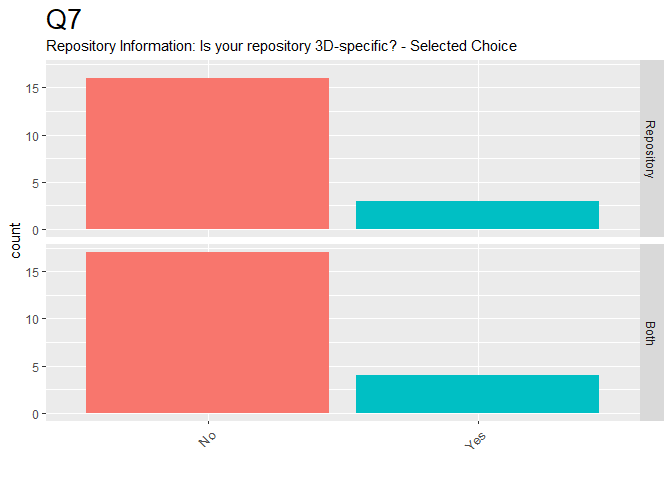 Q7
Repository Information: Is your repository 3D-specific? - Selected Choice
count
15
10
5
0
Repository
15
10
5
0
Both
No
Yes